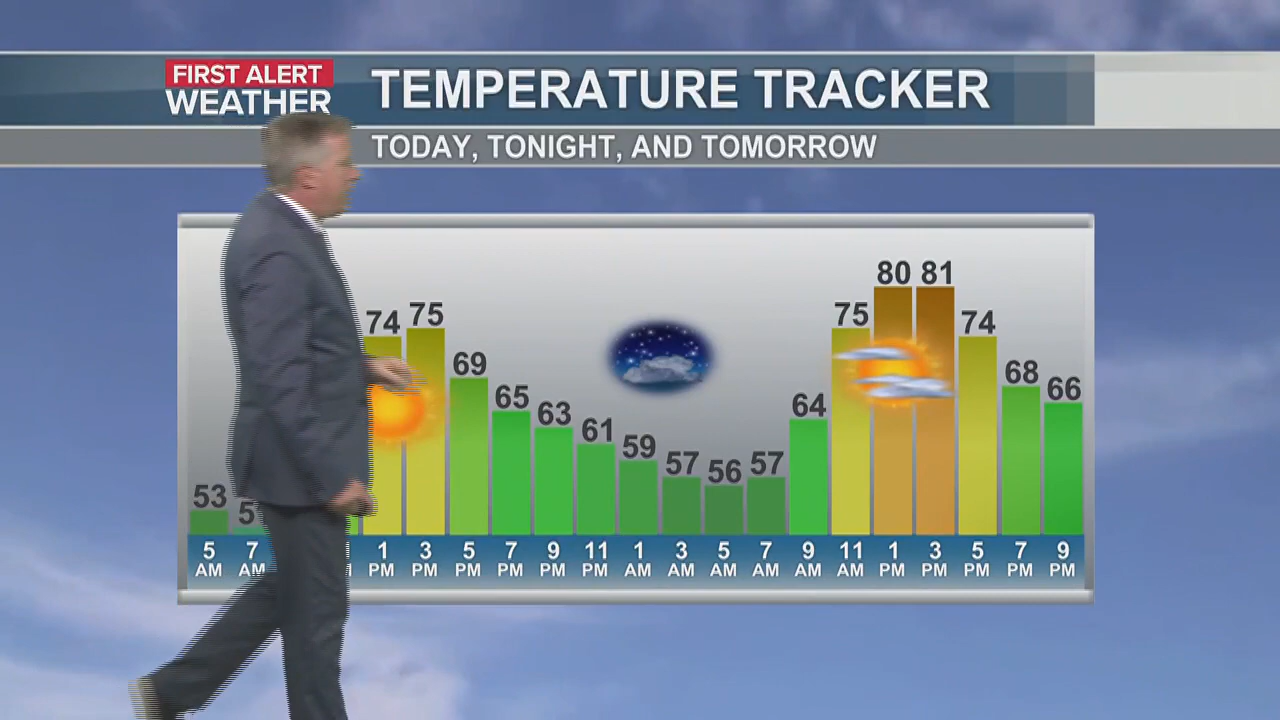 FIRST ALERT
WEATHER
TEMPERATURE TRACKER
TODAY, TONIGHT, AND TOMORROW
53 74 75 69 65 63 61 59 57 56 57 64 75 80 81 74 68 66
5 7 1 3 5 7 9 11 1 3 5 7 9 11 1 3 5 7 9
AM AM PM PM PM PM PM PM AM AM AM AM AM AM PM PM PM PM PM